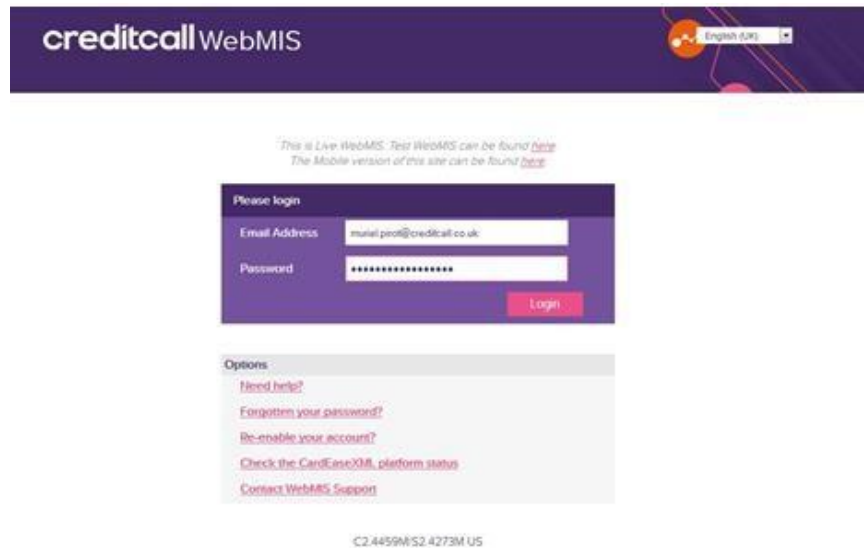 creditcall WebMIS
English (UK)
This is Live WebMIS. Test WebMIS can be found here
The Mobile version of this site can be found here
Please login
Email Address
muriel.pirot@creditcall.co.uk
Password
Login
Options
Need help?
Forgotten your password?
Re-enable your account?
Check the CardEaseXML platform status
Contact WebMIS Support
C2.4459M/S2.4273M US